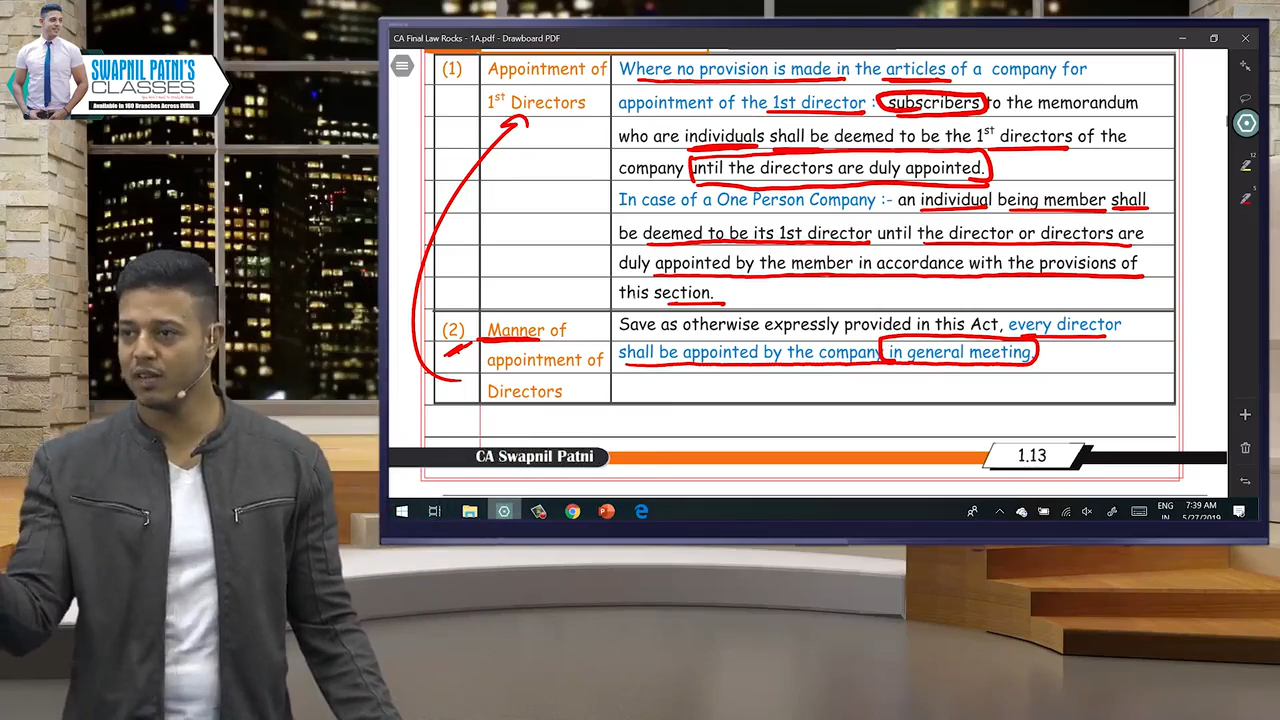 SWAPNIL PATNI'S
CLASSES
Available in 160 Branches Across INDIA
CA Final Law Rocks - 1A.pdf - Drawboard PDF
(1) Appointment of 1st Directors
Where no provision is made in the articles of a company for
appointment of the 1st director : subscribers to the memorandum
who are individuals shall be deemed to be the 1st directors of the
company until the directors are duly appointed.
In case of a One Person Company :- an individual being member shall
be deemed to be its 1st director until the director or directors are
duly appointed by the member in accordance with the provisions of
this section.
(2) Manner of appointment of Directors
Save as otherwise expressly provided in this Act, every director
shall be appointed by the company in general meeting.
CA Swapnil Patni
1.13
ENG
IN
7:39 AM
5/27/2019